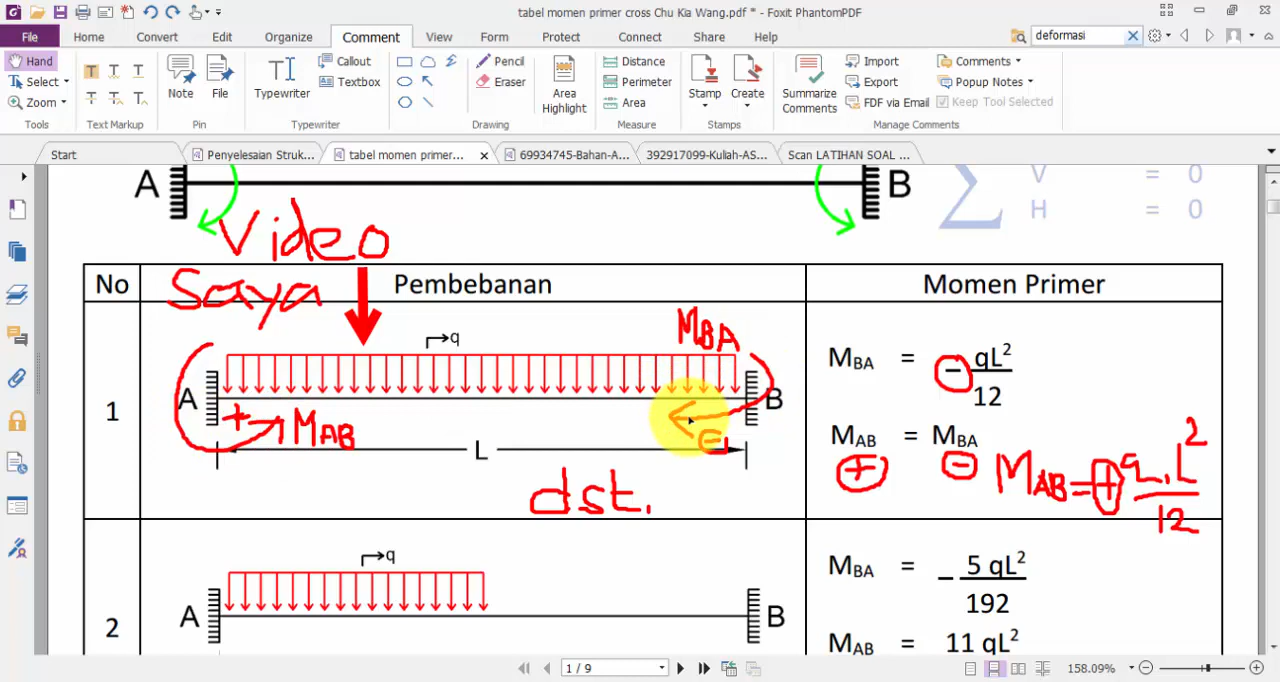 tabel momen primer cross Chu Kia Wang.pdf * - Foxit PhantomPDF
File Home Convert Edit Organize Comment View Form Protect Connect Share Help deformasi
Hand
Select
Zoom
Tools
T T T
T T T
Text Markup
Note File
Pin
Typewriter
Callout
Textbox
Typewriter
Pencil
Eraser
Drawing
Area Highlight
Distance
Perimeter
Area
Measure
Stamp Create
Stamps
Summarize Comments
Import
Export
FDF via Email
Comments
Popup Notes
Keep Tool Selected
Manage Comments
Start Penyelesaian Struk... tabel momen primer... 69934745-Bahan-A... 392917099-Kuliah-AS... Scan LATIHAN SOAL ...
A B
∑ V = 0
H = 0
Video
Saya
No Pembebanan Momen Primer
1
q
MBA
A B
+ MAB
L
dst.
MBA = − qL²
12
MAB = MBA
+ −
MAB = + q.L²
12
2
q
A B
MBA = − 5 qL²
192
MAB = 11 qL²
1 / 9
158.09%